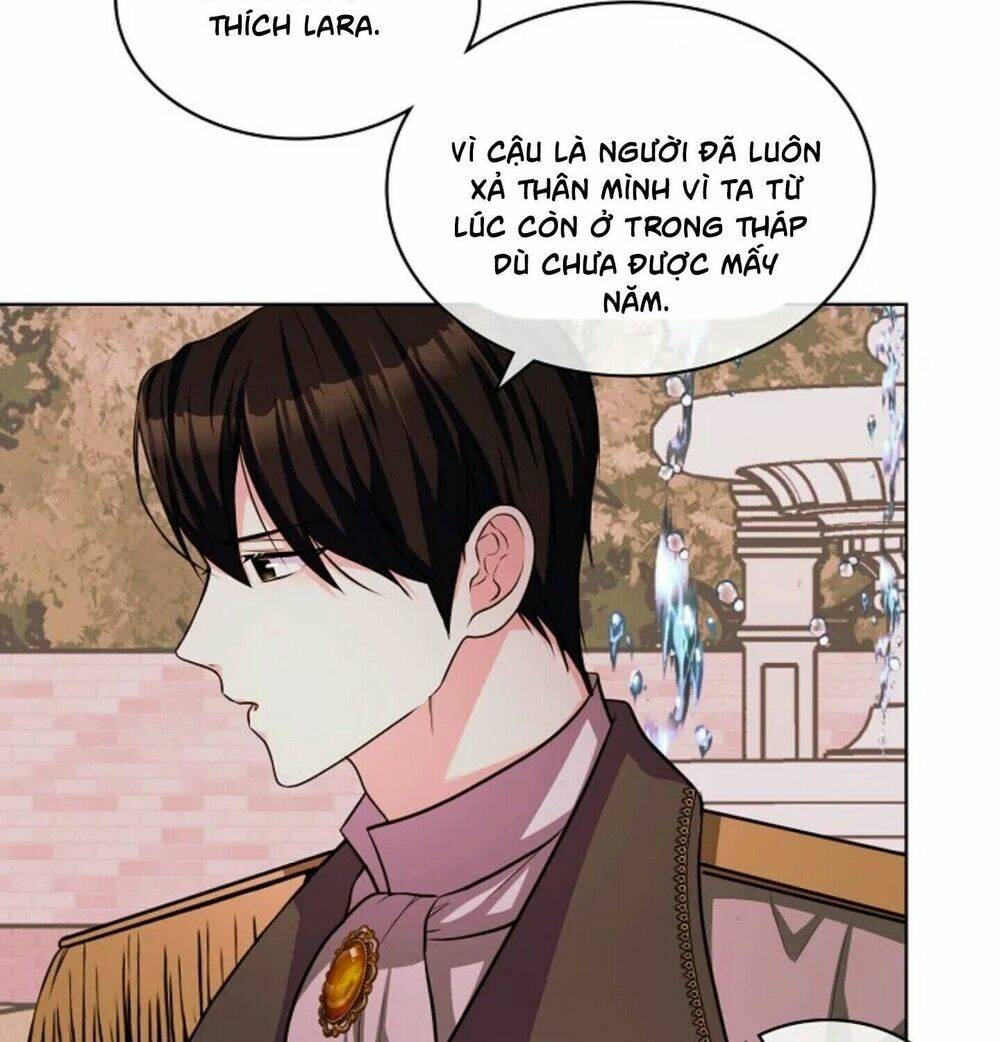 THÍCH LARA.
VÌ CẬU LÀ NGƯỜI ĐÃ LUÔN
XẢ THÂN MÌNH VÌ TA TỪ
LÚC CÒN Ở TRONG THÁP
DÙ CHƯA ĐƯỢC MẤY
NĂM.